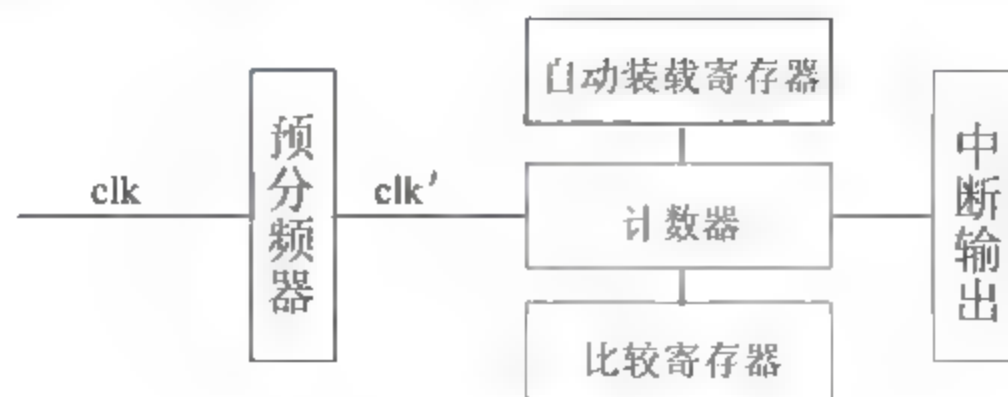 clk
预分频器
clk′
自动装载寄存器
计数器
比较寄存器
中断输出